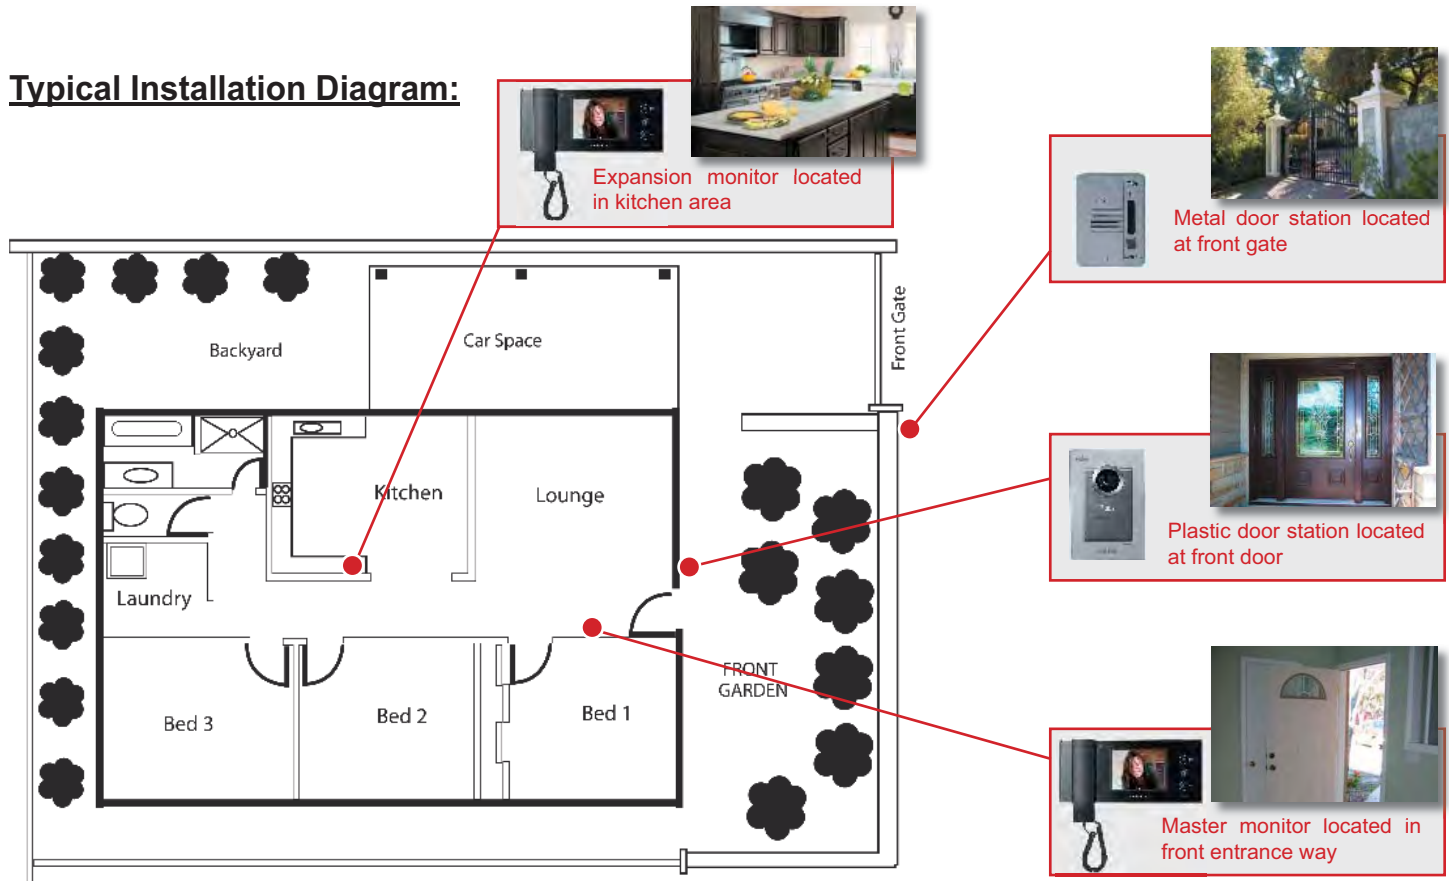 Typical Installation Diagram:
Expansion monitor located
in kitchen area
Metal door station located
at front gate
Front Gate
Backyard
Car Space
Kitchen
Lounge
Plastic door station located
at front door
Laundry
FRONT
GARDEN
Bed 3
Bed 2
Bed 1
Master monitor located in
front entrance way